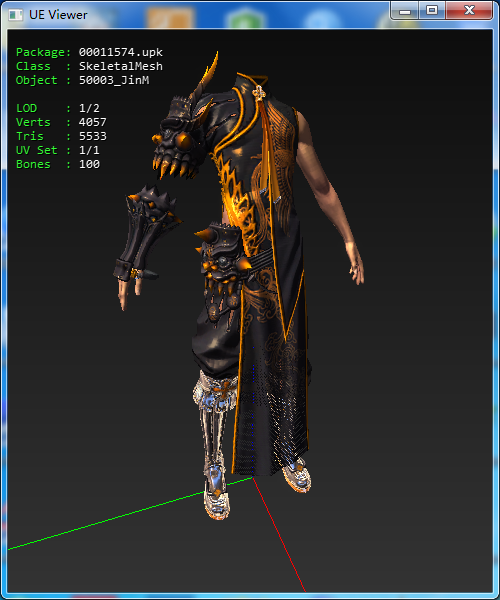 UE Viewer
Package: 00011574.upk
Class : SkeletalMesh
Object : 50003_JinM
LOD : 1/2
Verts : 4057
Tris : 5533
UV Set : 1/1
Bones : 100